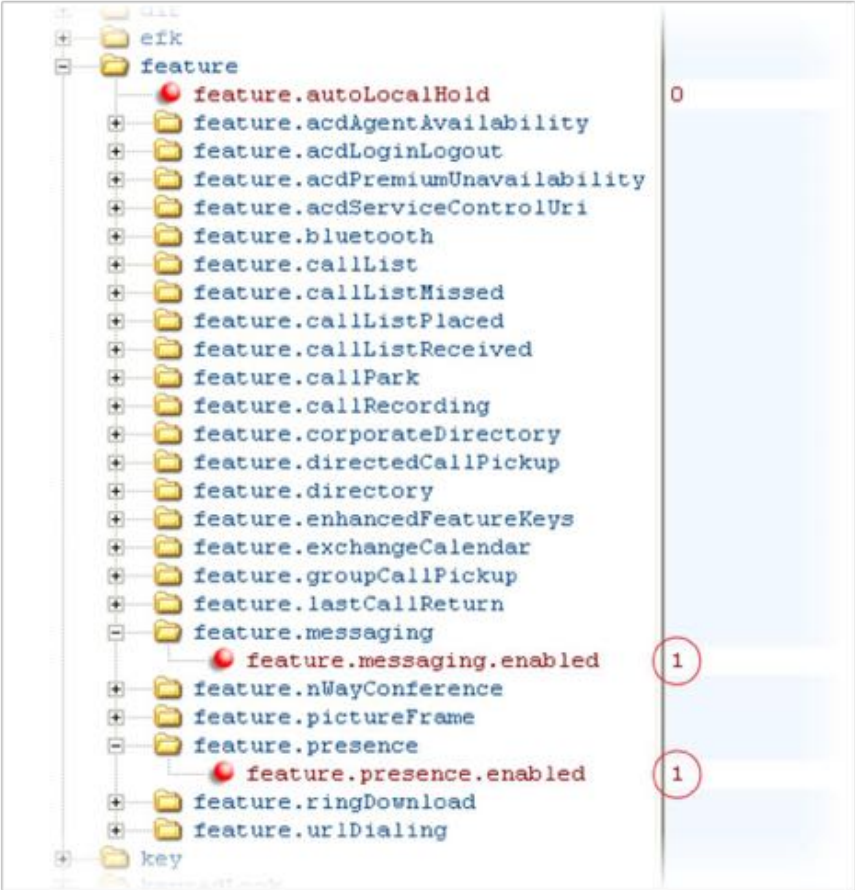 efk
feature
feature.autoLocalHold 0
feature.acdAgentAvailability
feature.acdLoginLogout
feature.acdPremiumUnavailability
feature.acdServiceControlUri
feature.bluetooth
feature.callList
feature.callListMissed
feature.callListPlaced
feature.callListReceived
feature.callPark
feature.callRecording
feature.corporateDirectory
feature.directedCallPickup
feature.directory
feature.enhancedFeatureKeys
feature.exchangeCalendar
feature.groupCallPickup
feature.lastCallReturn
feature.messaging
feature.messaging.enabled 1
feature.nWayConference
feature.pictureFrame
feature.presence
feature.presence.enabled 1
feature.ringDownload
feature.urlDialing
key